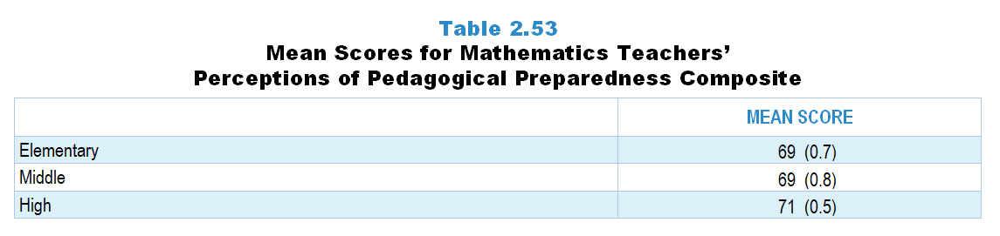 Table 2.53
Mean Scores for Mathematics Teachers’
Perceptions of Pedagogical Preparedness Composite
MEAN SCORE
Elementary 69 (0.7)
Middle 69 (0.8)
High 71 (0.5)